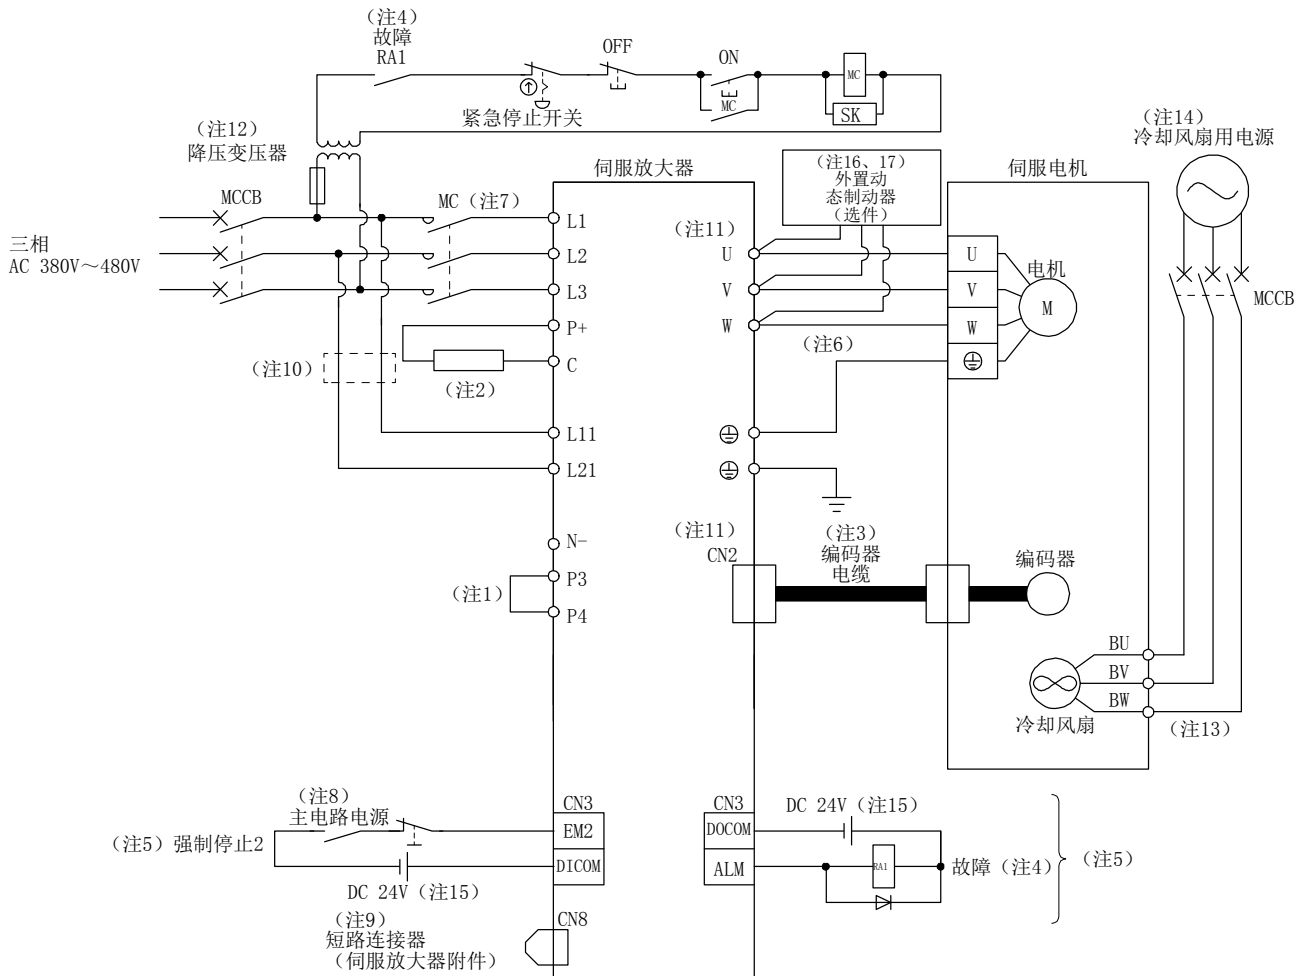 （注4）
故障
RA1
OFF
ON
MC
MC
SK
紧急停止开关
（注12）
降压变压器
（注14）
冷却风扇用电源
MCCB
MC（注7）
伺服放大器
（注16、17）
外置动
态制动器
（选件）
伺服电机
三相
AC 380V～480V
L1
L2
L3
P+
C
（注10）
（注2）
L11
L21
N-
P3
P4
（注1）
（注11）
U
V
W
（注6）
U
V
W
电机
M
MCCB
（注11）
CN2
（注3）
编码器
电缆
编码器
BU
BV
BW
冷却风扇
（注13）
（注8）
主电路电源
（注5）强制停止2
DC 24V（注15）
CN3
EM2
DICOM
（注9）
短路连接器
（伺服放大器附件）
CN8
CN3
DOCOM
ALM
DC 24V（注15）
RA1
故障（注4）
（注5）